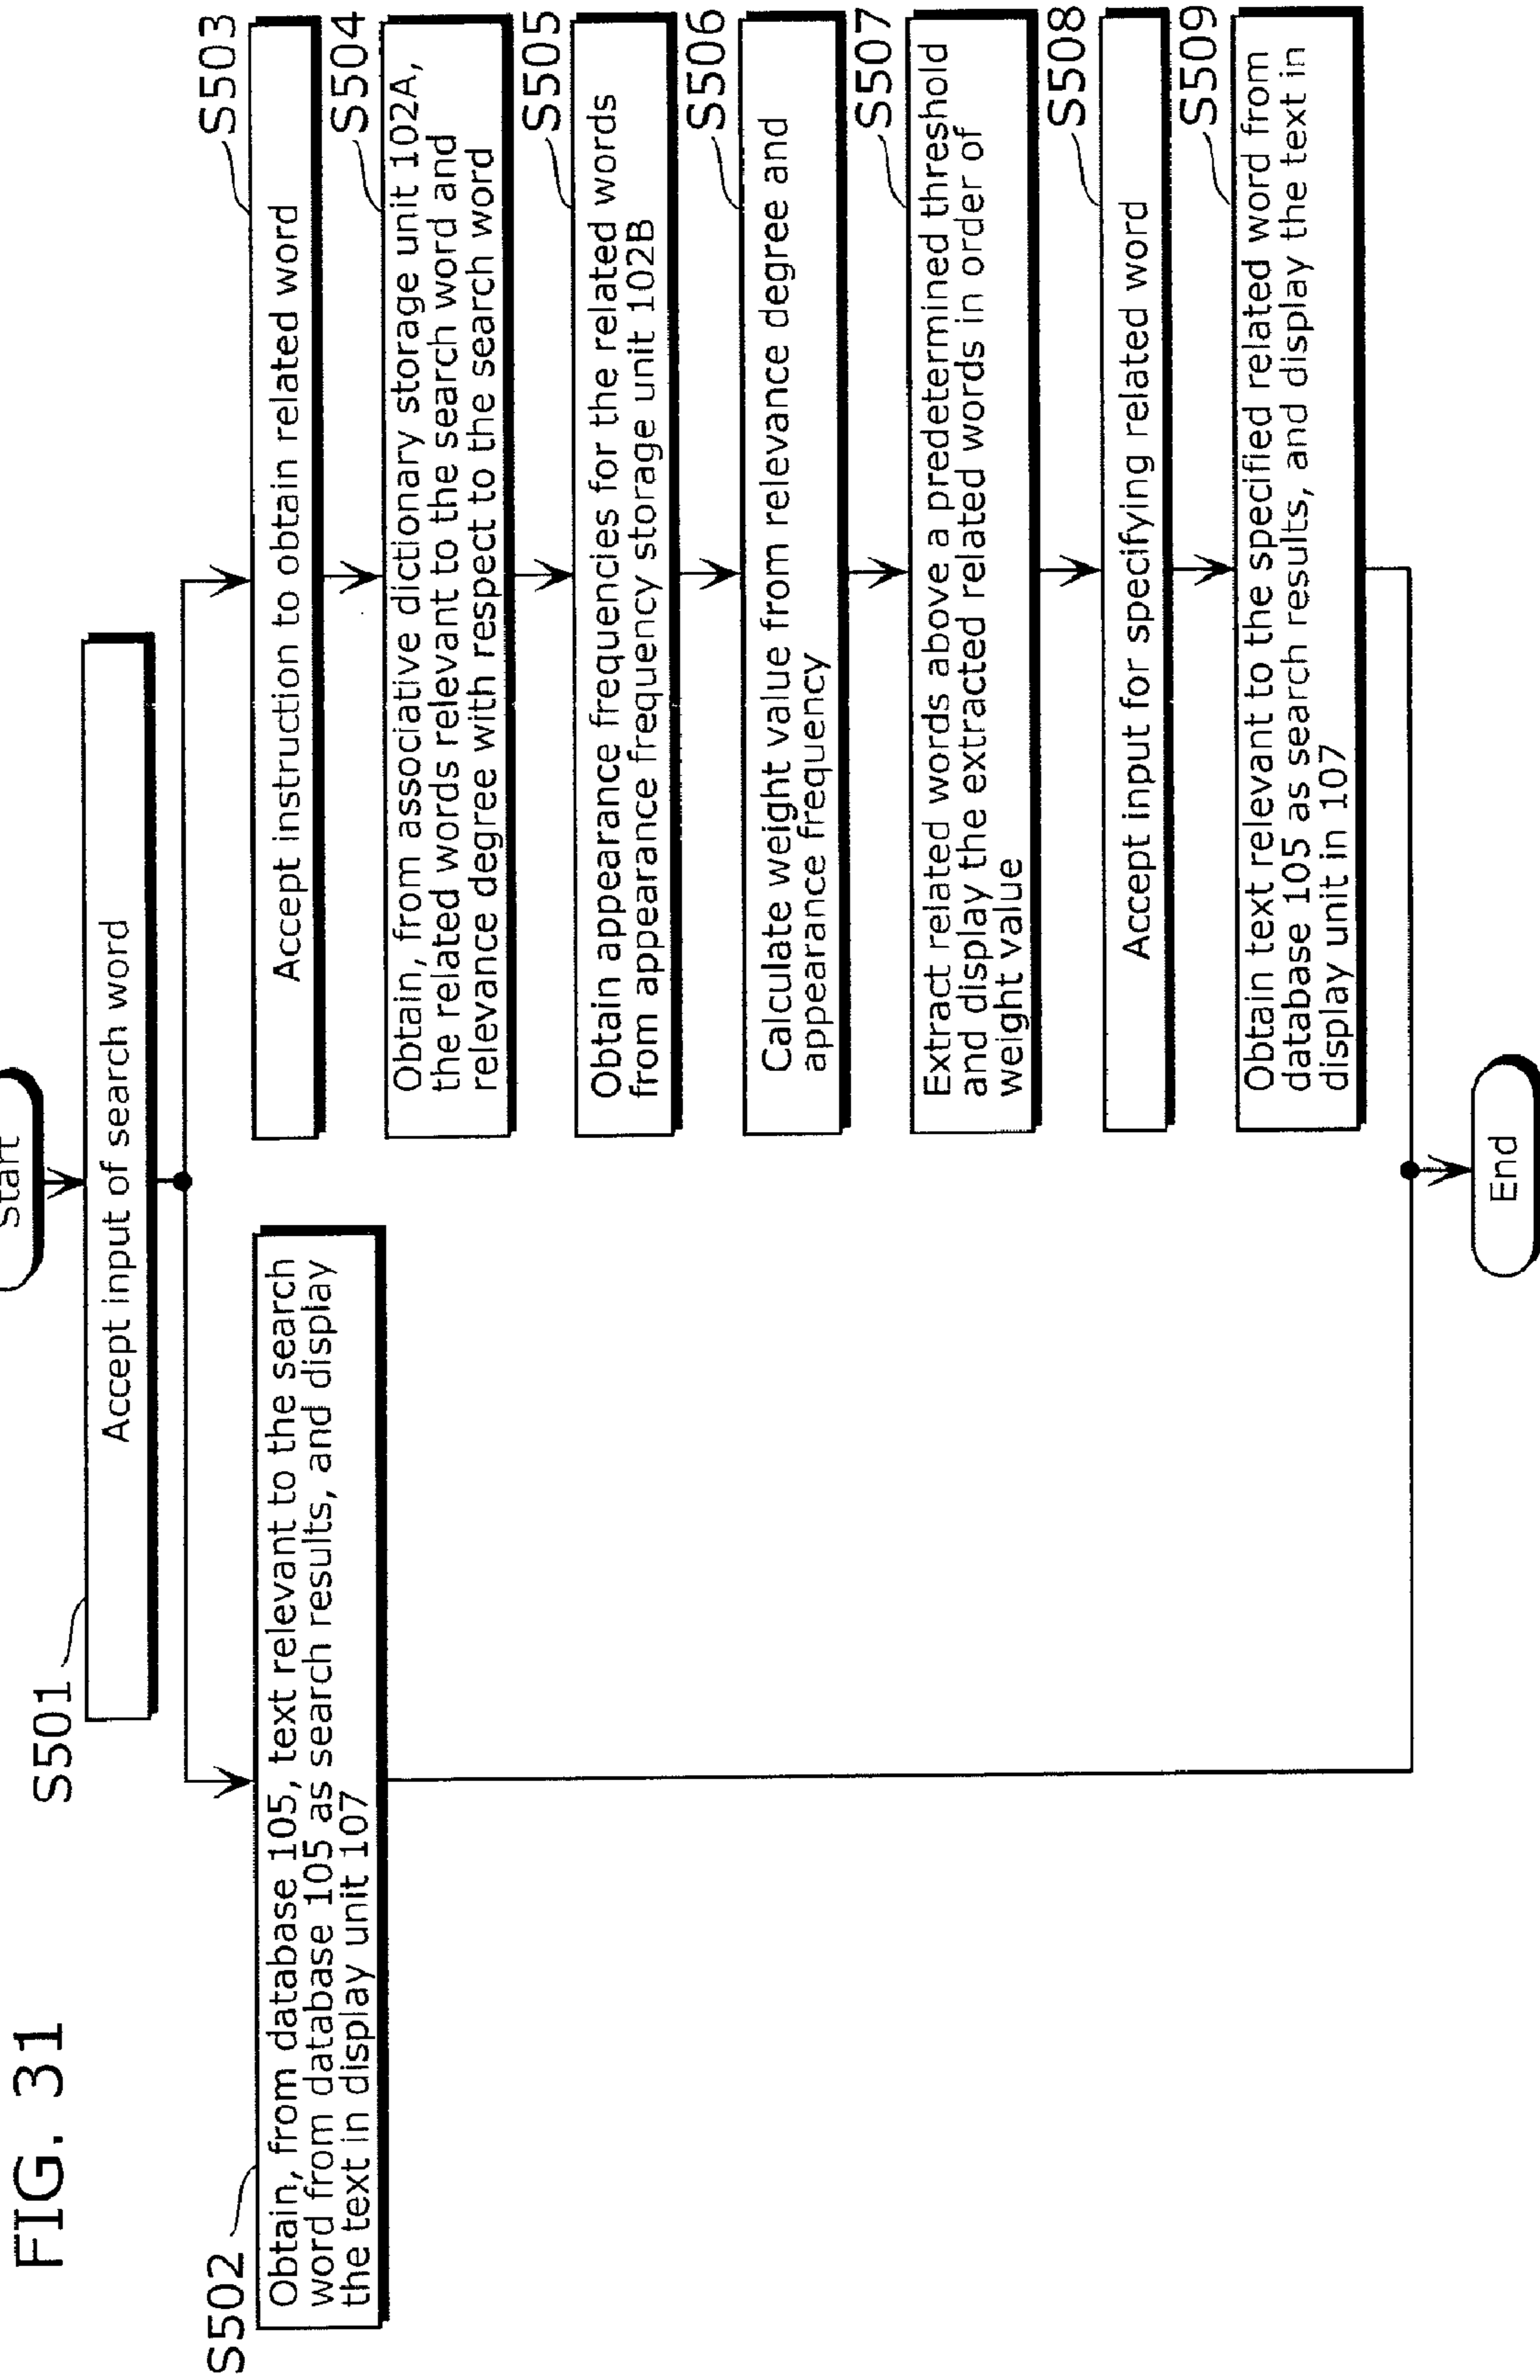 FIG. 31
Start
S501
Accept input of search word
S502
Obtain, from database 105, text relevant to the search
word from database 105 as search results, and display
the text in display unit 107
S503
Accept instruction to obtain related word
S504
Obtain, from associative dictionary storage unit 102A,
the related words relevant to the search word and
relevance degree with respect to the search word
S505
Obtain appearance frequencies for the related words
from appearance frequency storage unit 102B
S506
Calculate weight value from relevance degree and
appearance frequency
S507
Extract related words above a predetermined threshold
and display the extracted related words in order of
weight value
S508
Accept input for specifying related word
S509
Obtain text relevant to the specified related word from
database 105 as search results, and display the text in
display unit in 107
End